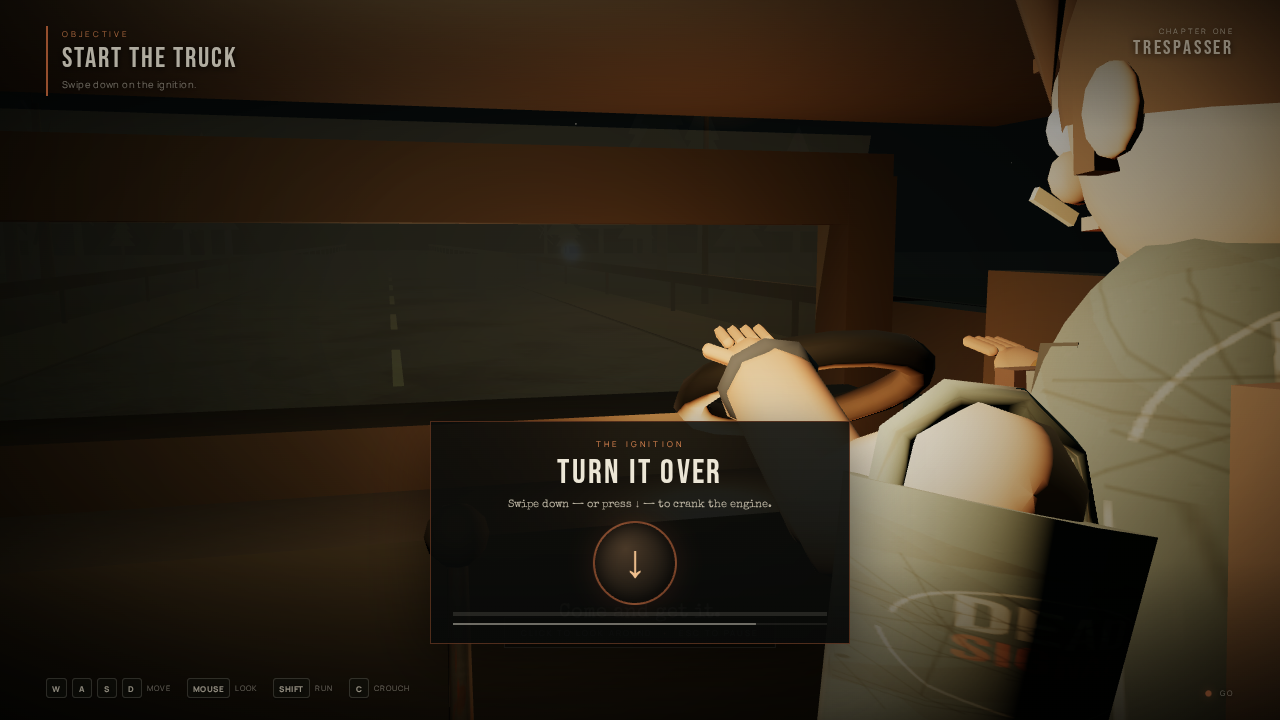 OBJECTIVE
START THE TRUCK
Swipe down on the ignition.
CHAPTER ONE
TRESPASSER
THE IGNITION
TURN IT OVER
Swipe down — or press ↓ — to crank the engine.
↓
W A S D MOVE MOUSE LOOK SHIFT RUN C CROUCH
GO